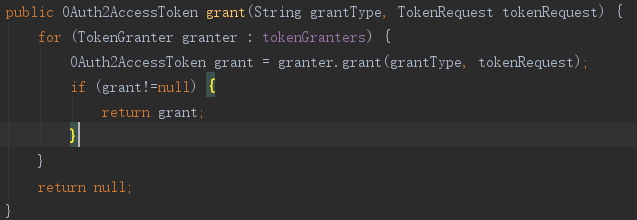 public OAuth2AccessToken grant(String grantType, TokenRequest tokenRequest) {
    for (TokenGranter granter : tokenGranters) {
        OAuth2AccessToken grant = granter.grant(grantType, tokenRequest);
        if (grant!=null) {
            return grant;
        }
    }
    return null;
}